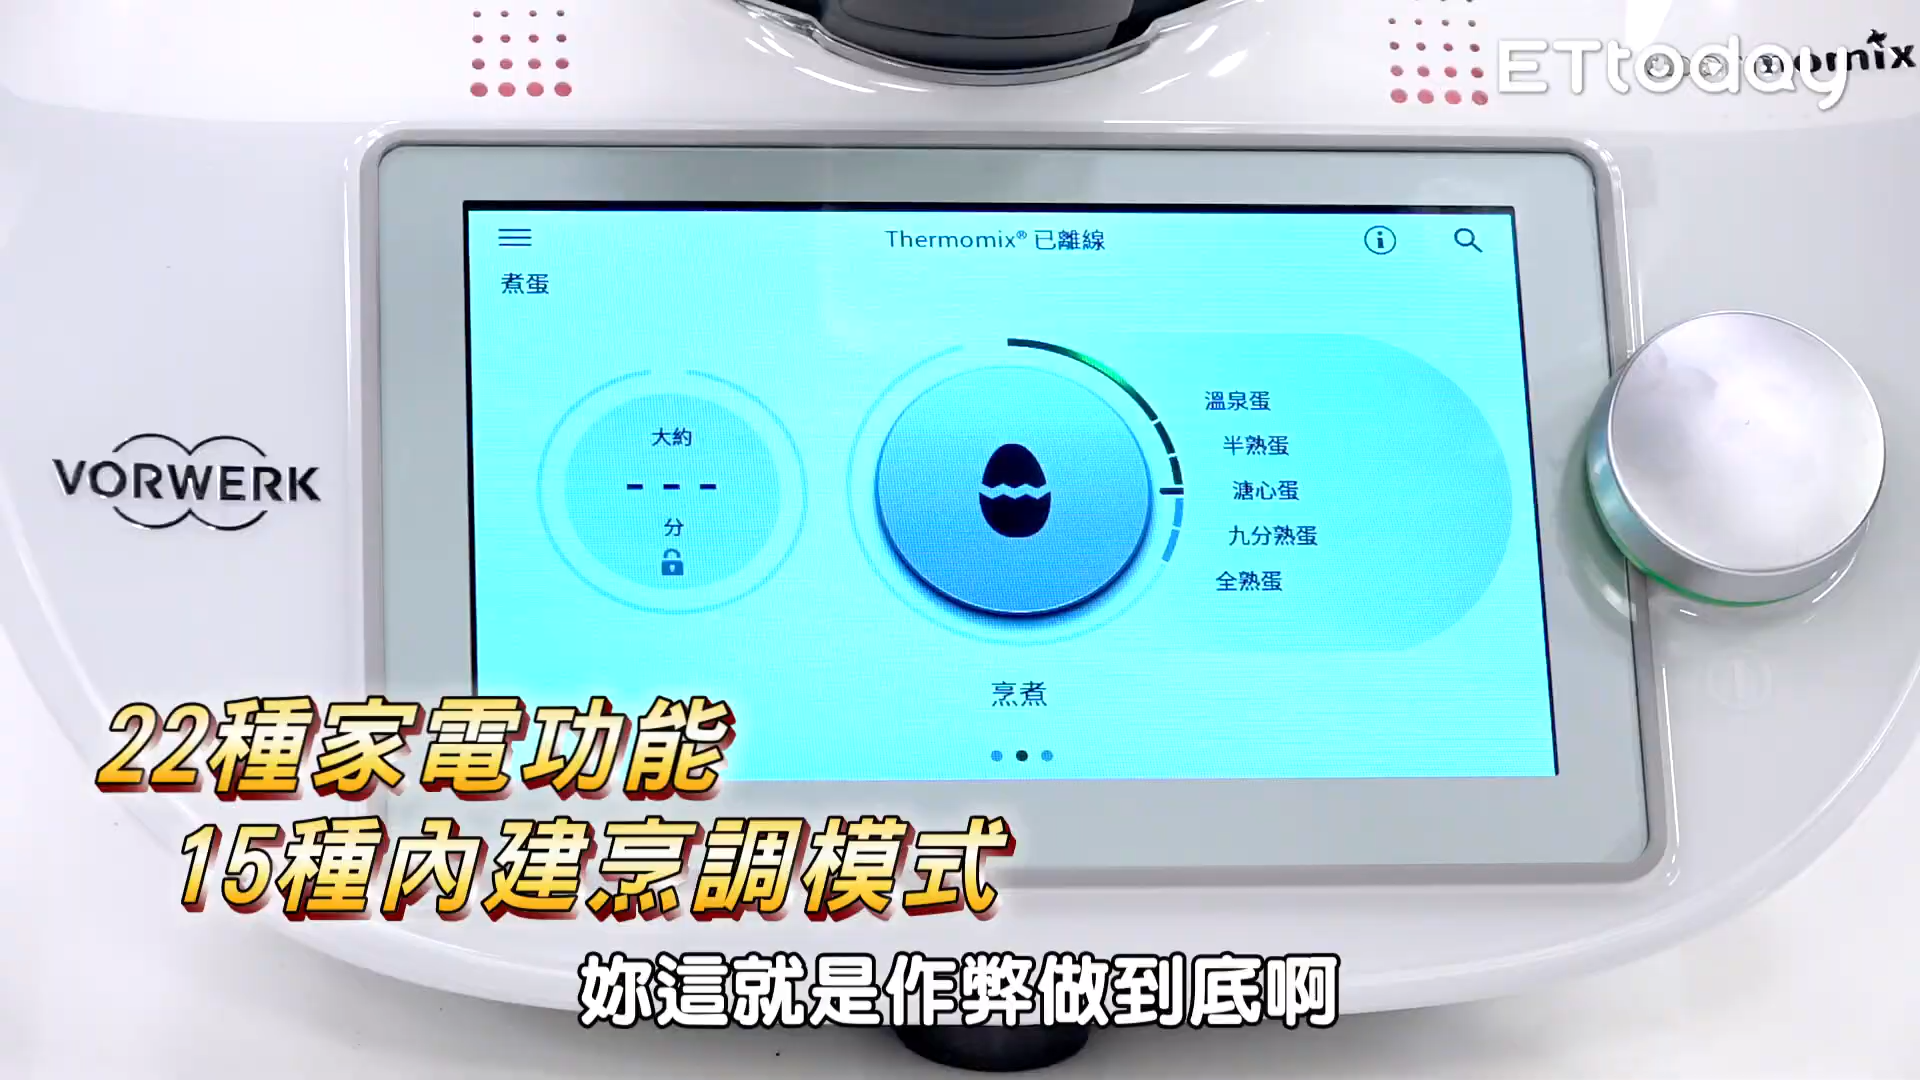 ETtoday
mix
Thermomix® 已離線
煮蛋
大約
- - -
分
溫泉蛋
半熟蛋
溏心蛋
九分熟蛋
全熟蛋
烹煮
VORWERK
22種家電功能
15種內建烹調模式
妳這就是作弊做到底啊